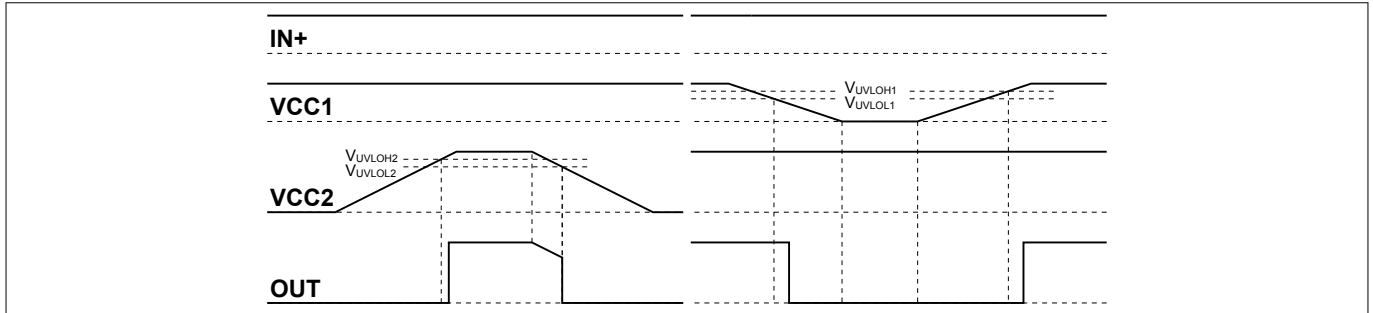 IN+
VUVLOH1
VUVLOL1
VCC1
VUVLOH2
VUVLOL2
VCC2
OUT